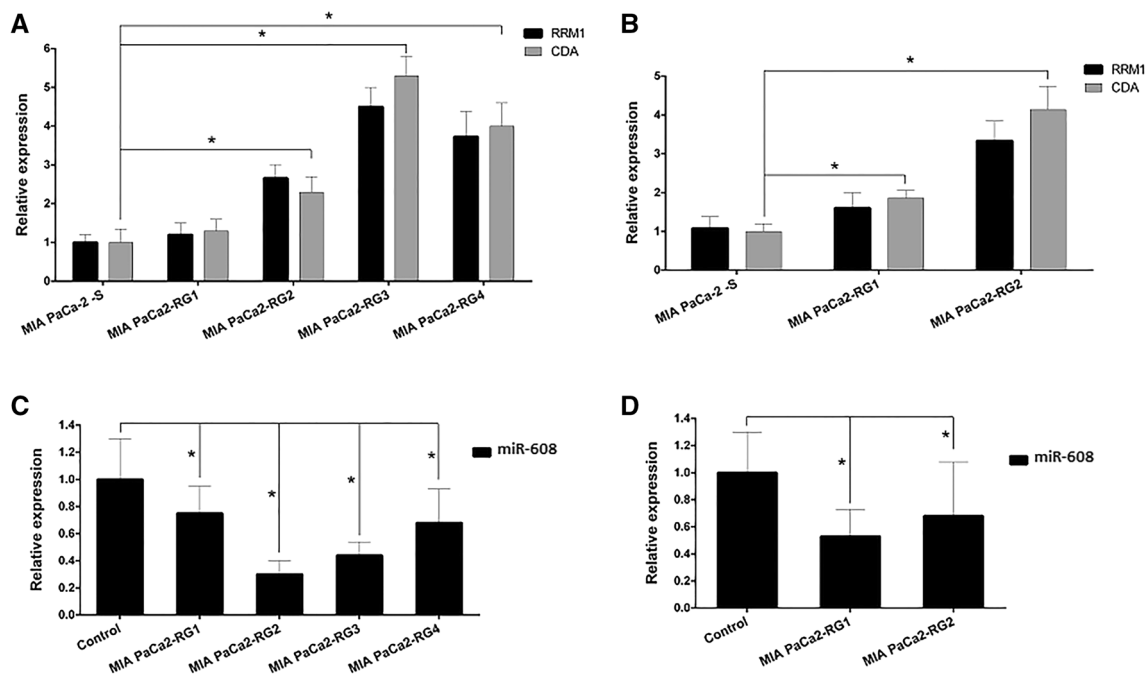 A
RRM1
CDA
*
*
*
Relative expression
6
5
4
3
2
1
0
MIA PaCa-2 -S
MIA PaCa2-RG1
MIA PaCa2-RG2
MIA PaCa2-RG3
MIA PaCa2-RG4
B
RRM1
CDA
*
*
Relative expression
5
4
3
2
1
0
MIA PaCa-2 -S
MIA PaCa2-RG1
MIA PaCa2-RG2
C
miR-608
*
*
*
*
Relative expression
1.4
1.2
1.0
0.8
0.6
0.4
0.2
0.0
Control
MIA PaCa2-RG1
MIA PaCa2-RG2
MIA PaCa2-RG3
MIA PaCa2-RG4
D
miR-608
*
*
Relative expression
1.4
1.2
1.0
0.8
0.6
0.4
0.2
0.0
Control
MIA PaCa2-RG1
MIA PaCa2-RG2